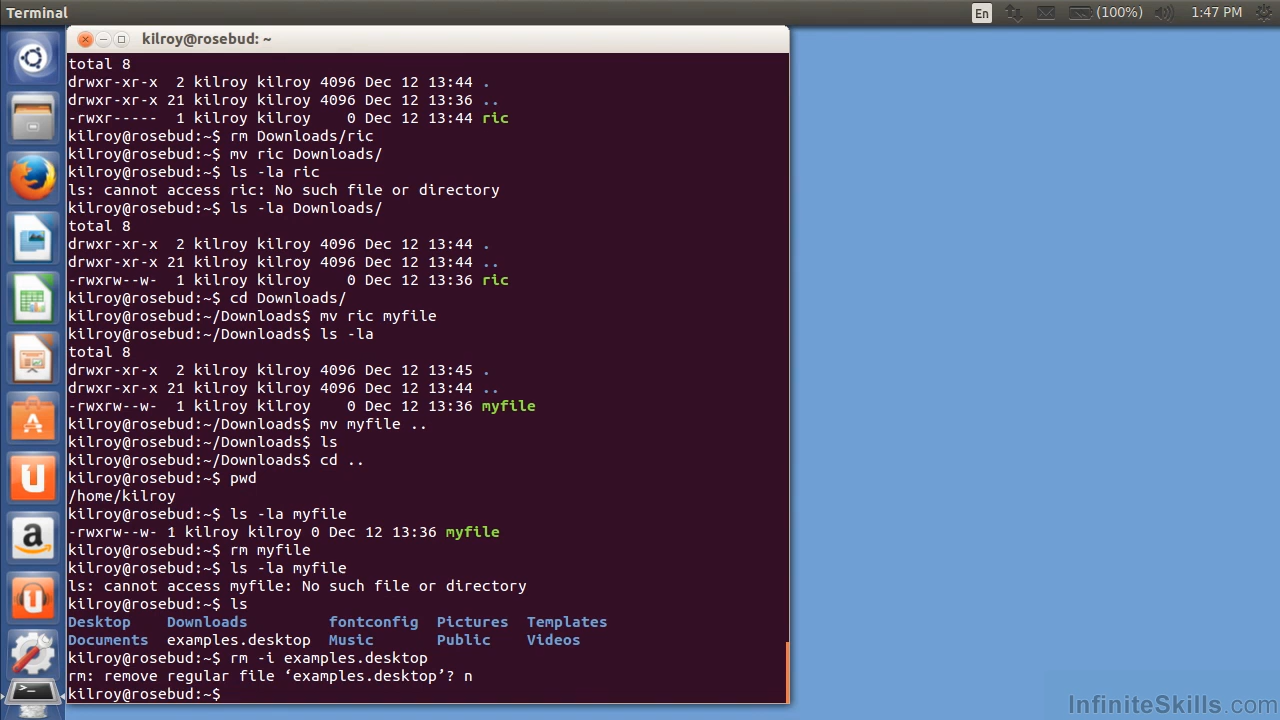 Terminal
En
(100%)
1:47 PM
kilroy@rosebud: ~
total 8
drwxr-xr-x  2 kilroy kilroy 4096 Dec 12 13:44 .
drwxr-xr-x 21 kilroy kilroy 4096 Dec 12 13:36 ..
-rwxr-----  1 kilroy kilroy    0 Dec 12 13:44 ric
kilroy@rosebud:~$ rm Downloads/ric
kilroy@rosebud:~$ mv ric Downloads/
kilroy@rosebud:~$ ls -la ric
ls: cannot access ric: No such file or directory
kilroy@rosebud:~$ ls -la Downloads/
total 8
drwxr-xr-x  2 kilroy kilroy 4096 Dec 12 13:44 .
drwxr-xr-x 21 kilroy kilroy 4096 Dec 12 13:44 ..
-rwxrw--w-  1 kilroy kilroy    0 Dec 12 13:36 ric
kilroy@rosebud:~$ cd Downloads/
kilroy@rosebud:~/Downloads$ mv ric myfile
kilroy@rosebud:~/Downloads$ ls -la
total 8
drwxr-xr-x  2 kilroy kilroy 4096 Dec 12 13:45 .
drwxr-xr-x 21 kilroy kilroy 4096 Dec 12 13:44 ..
-rwxrw--w-  1 kilroy kilroy    0 Dec 12 13:36 myfile
kilroy@rosebud:~/Downloads$ mv myfile ..
kilroy@rosebud:~/Downloads$ ls
kilroy@rosebud:~/Downloads$ cd ..
kilroy@rosebud:~$ pwd
/home/kilroy
kilroy@rosebud:~$ ls -la myfile
-rwxrw--w- 1 kilroy kilroy 0 Dec 12 13:36 myfile
kilroy@rosebud:~$ rm myfile
kilroy@rosebud:~$ ls -la myfile
ls: cannot access myfile: No such file or directory
kilroy@rosebud:~$ ls
Desktop    Downloads         fontconfig  Pictures  Templates
Documents  examples.desktop  Music       Public    Videos
kilroy@rosebud:~$ rm -i examples.desktop
rm: remove regular file ‘examples.desktop’? n
kilroy@rosebud:~$
InfiniteSkills.com